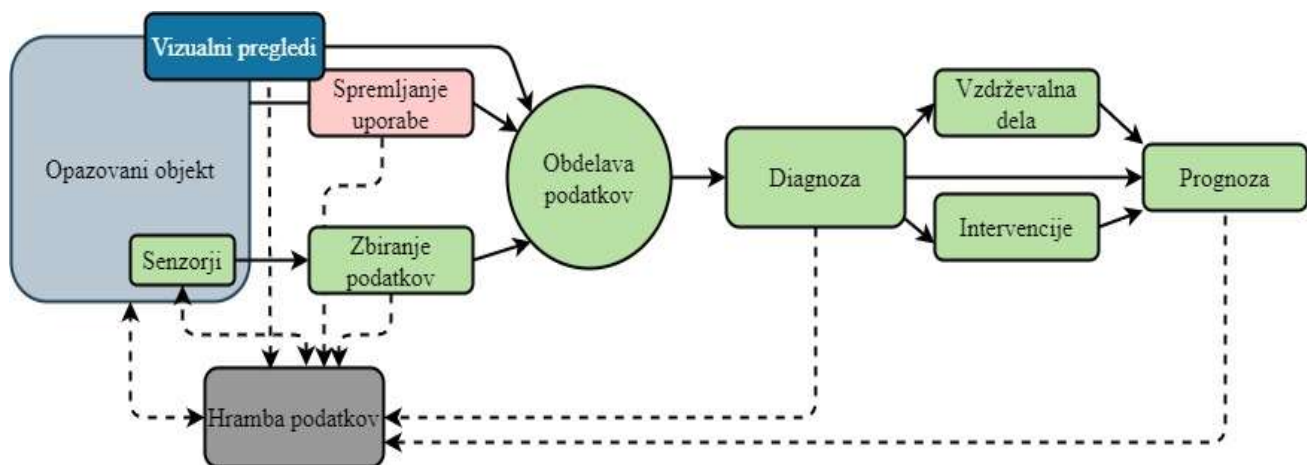 Vizualni pregledi
Spremljanje
uporabe
Opazovani objekt
Senzorji
Zbiranje
podatkov
Obdelava
podatkov
Diagnoza
Vzdrževalna
dela
Intervencije
Prognoza
Hramba podatkov